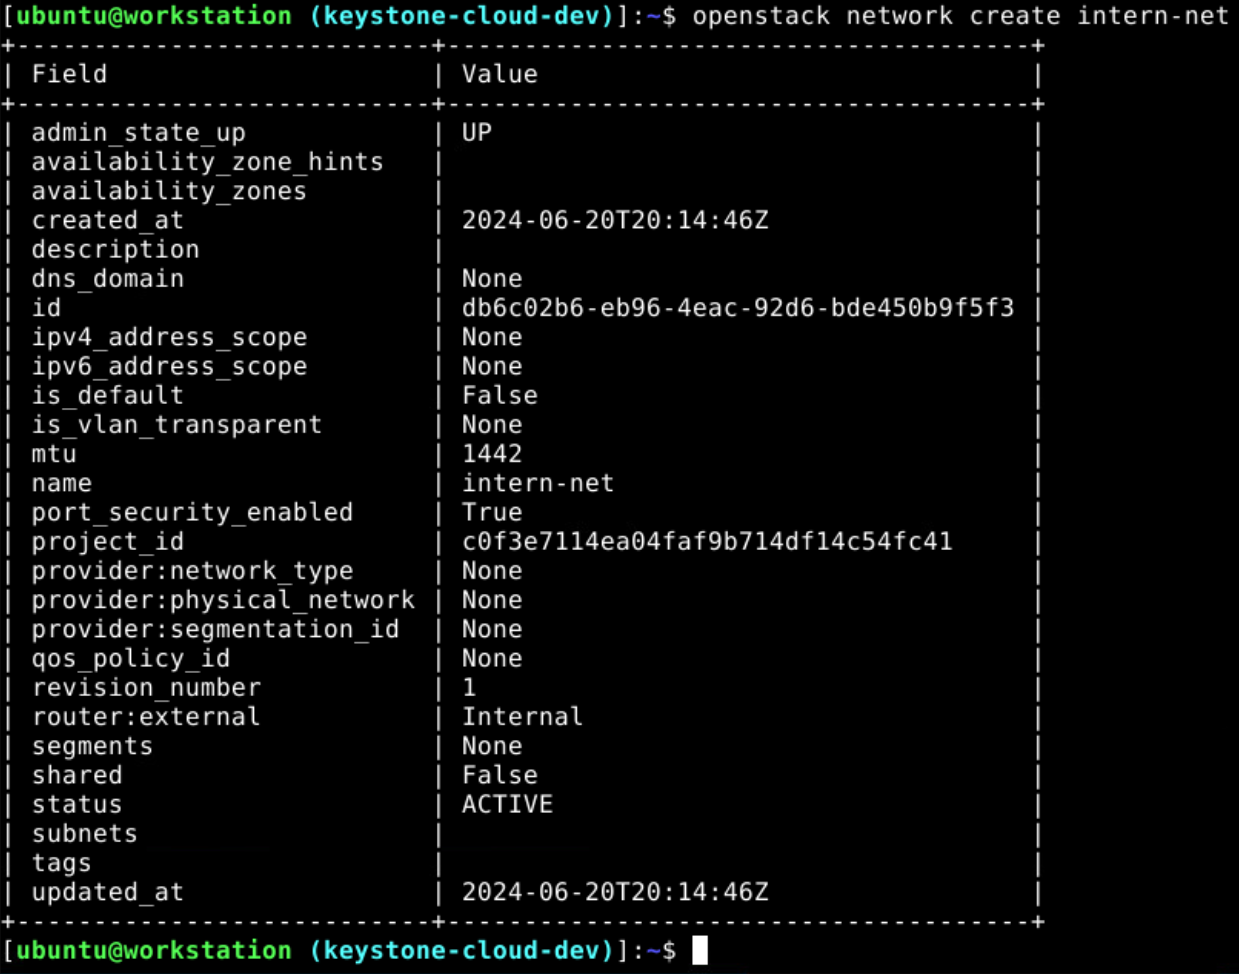 [ubuntu@workstation (keystone-cloud-dev)]:~$ openstack network create intern-net
+---------------------------+--------------------------------------+
| Field                     | Value                                |
+---------------------------+--------------------------------------+
| admin_state_up            | UP                                   |
| availability_zone_hints   |                                      |
| availability_zones        |                                      |
| created_at                | 2024-06-20T20:14:46Z                 |
| description               |                                      |
| dns_domain                | None                                 |
| id                        | db6c02b6-eb96-4eac-92d6-bde450b9f5f3 |
| ipv4_address_scope        | None                                 |
| ipv6_address_scope        | None                                 |
| is_default                | False                                |
| is_vlan_transparent       | None                                 |
| mtu                       | 1442                                 |
| name                      | intern-net                           |
| port_security_enabled     | True                                 |
| project_id                | c0f3e7114ea04faf9b714df14c54fc41     |
| provider:network_type     | None                                 |
| provider:physical_network | None                                 |
| provider:segmentation_id  | None                                 |
| qos_policy_id             | None                                 |
| revision_number           | 1                                    |
| router:external           | Internal                             |
| segments                  | None                                 |
| shared                    | False                                |
| status                    | ACTIVE                               |
| subnets                   |                                      |
| tags                      |                                      |
| updated_at                | 2024-06-20T20:14:46Z                 |
+---------------------------+--------------------------------------+
[ubuntu@workstation (keystone-cloud-dev)]:~$